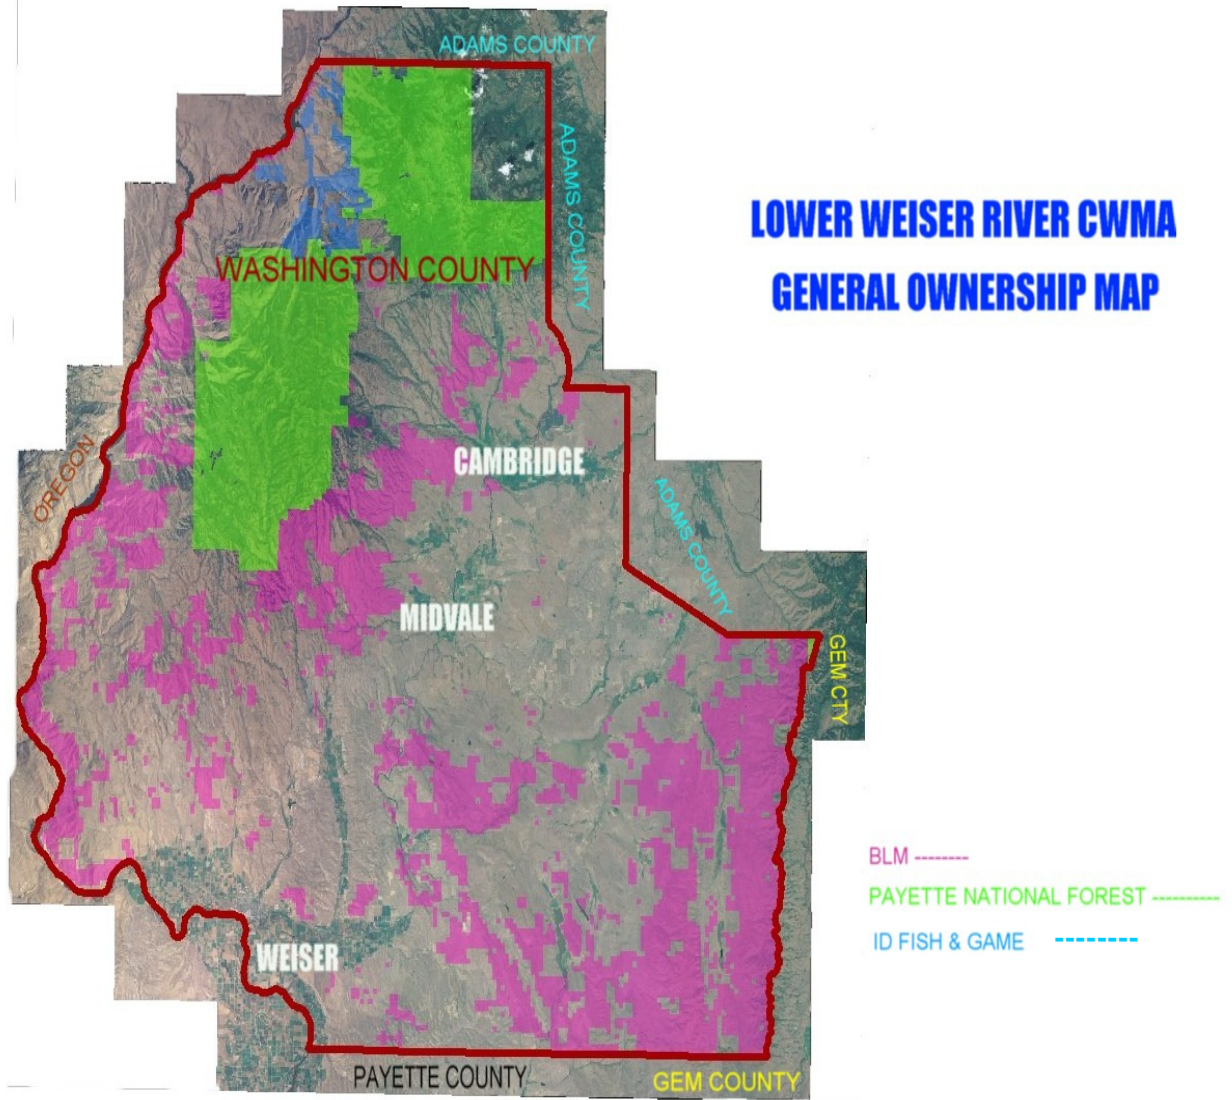 ADAMS COUNTY
ADAMS COUNTY
LOWER WEISER RIVER CWMA
GENERAL OWNERSHIP MAP
WASHINGTON COUNTY
CAMBRIDGE
OREGON
ADAMS COUNTY
MIDVALE
GEM CTY
BLM --------
PAYETTE NATIONAL FOREST ----------
ID FISH & GAME --------
WEISER
PAYETTE COUNTY
GEM COUNTY